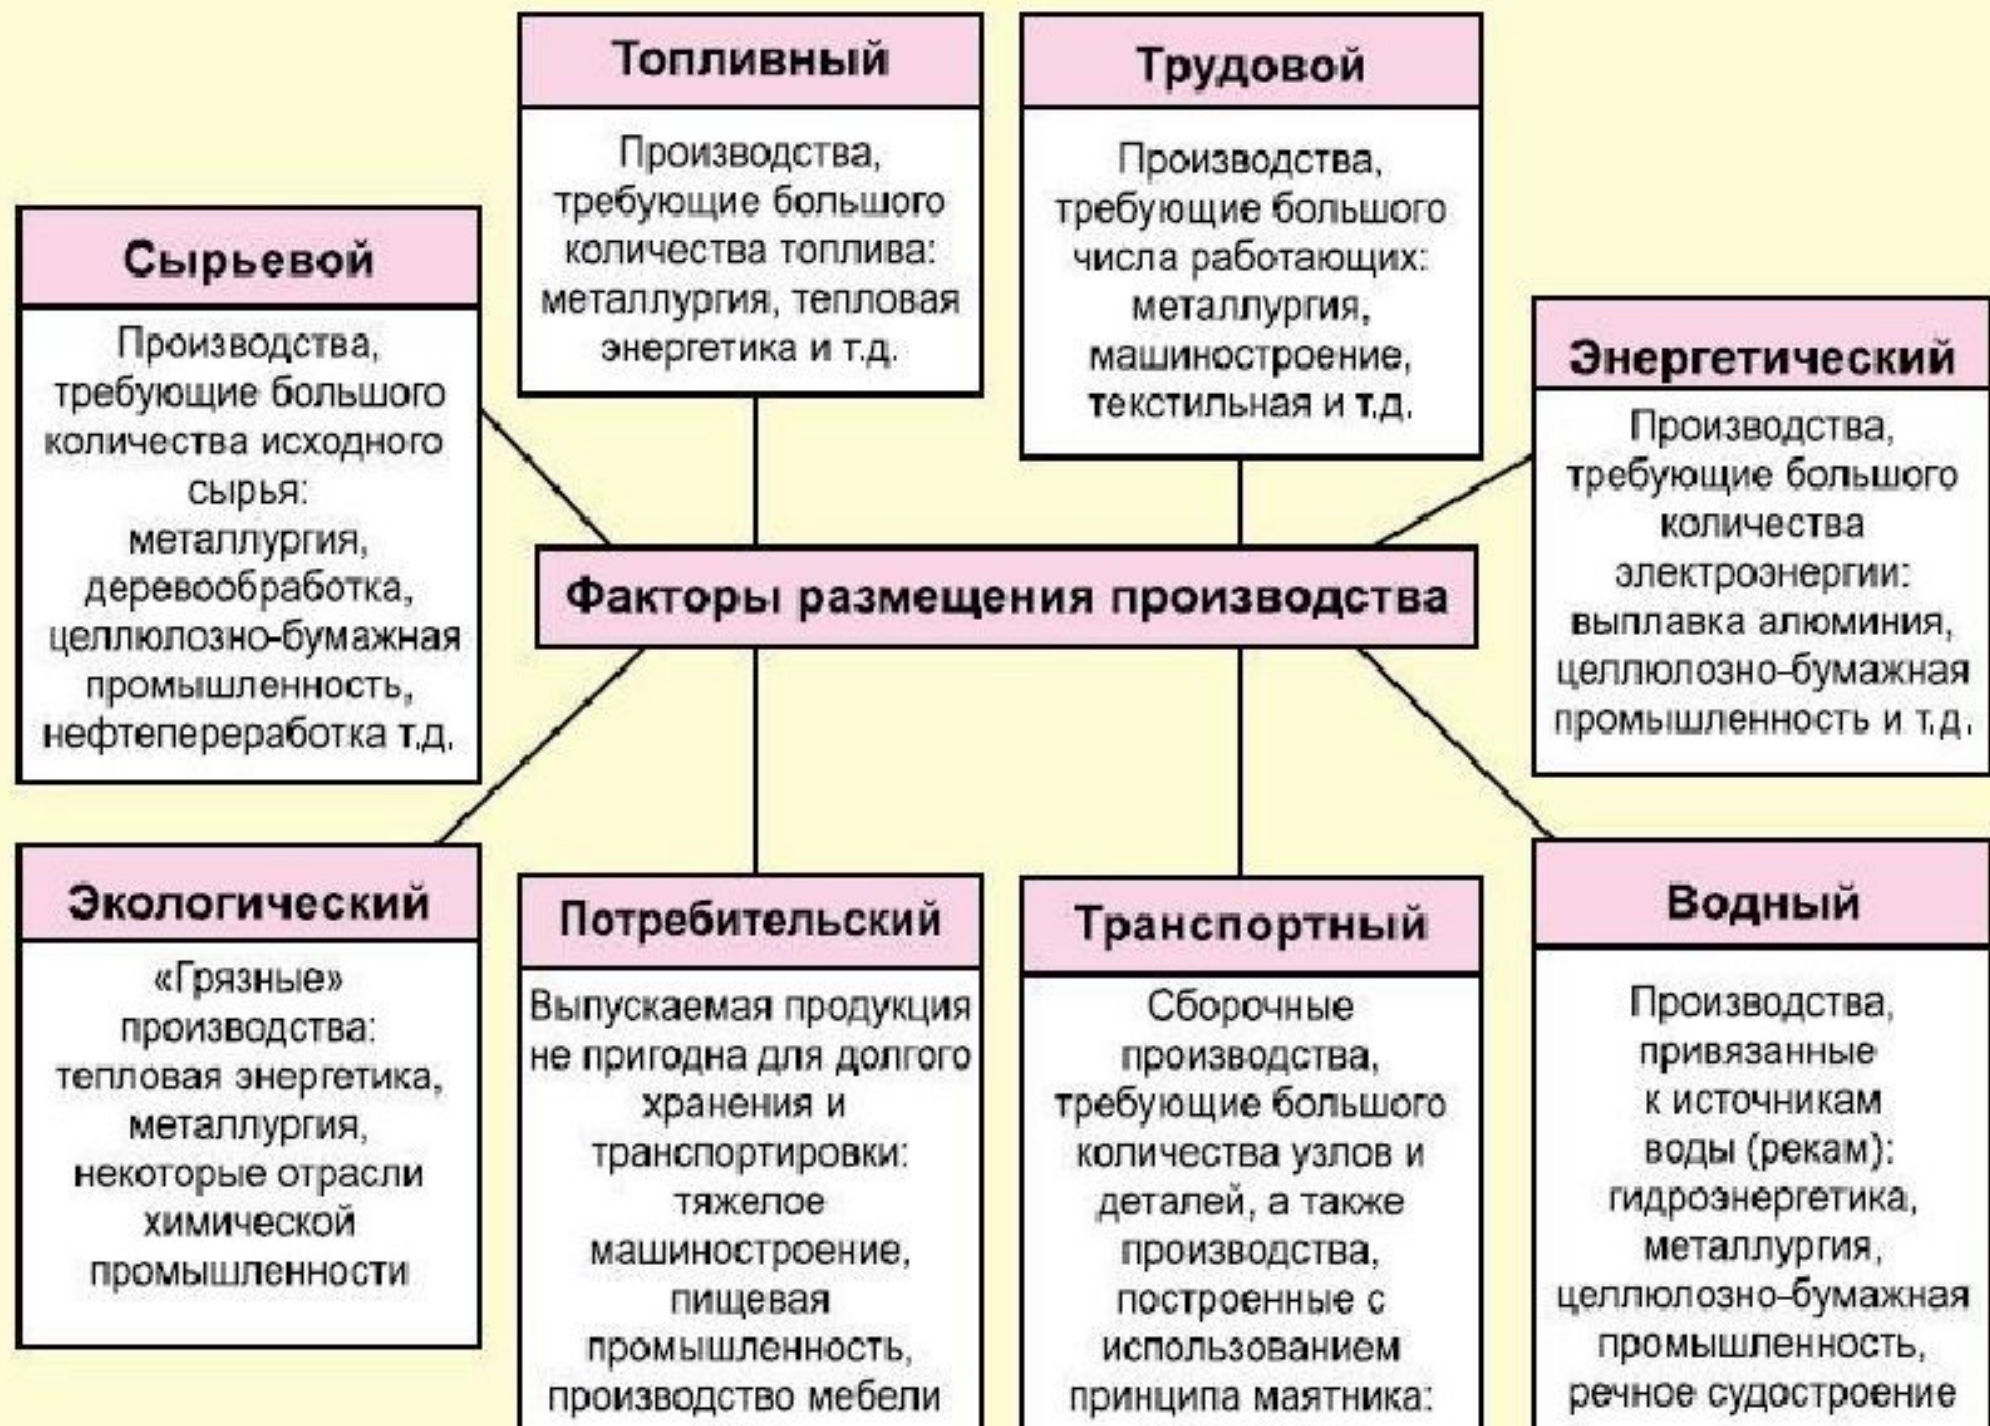 Топливный
Производства,
требующие большого
количества топлива:
металлургия, тепловая
энергетика и т.д.
Трудовой
Производства,
требующие большого
числа работающих:
металлургия,
машиностроение,
текстильная и т.д.
Сырьевой
Производства,
требующие большого
количества исходного
сырья:
металлургия,
деревообработка,
целлюлозно-бумажная
промышленность,
нефтепереработка т.д.
Энергетический
Производства,
требующие большого
количества
электроэнергии:
выплавка алюминия,
целлюлозно-бумажная
промышленность и т.д.
Факторы размещения производства
Экологический
«Грязные»
производства:
тепловая энергетика,
металлургия,
некоторые отрасли
химической
промышленности
Потребительский
Выпускаемая продукция
не пригодна для долгого
хранения и
транспортировки:
тяжелое
машиностроение,
пищевая
промышленность,
производство мебели
Транспортный
Сборочные
производства,
требующие большого
количества узлов и
деталей, а также
производства,
построенные с
использованием
принципа маятника:
Водный
Производства,
привязанные
к источникам
воды (рекам):
гидроэнергетика,
металлургия,
целлюлозно-бумажная
промышленность,
речное судостроение